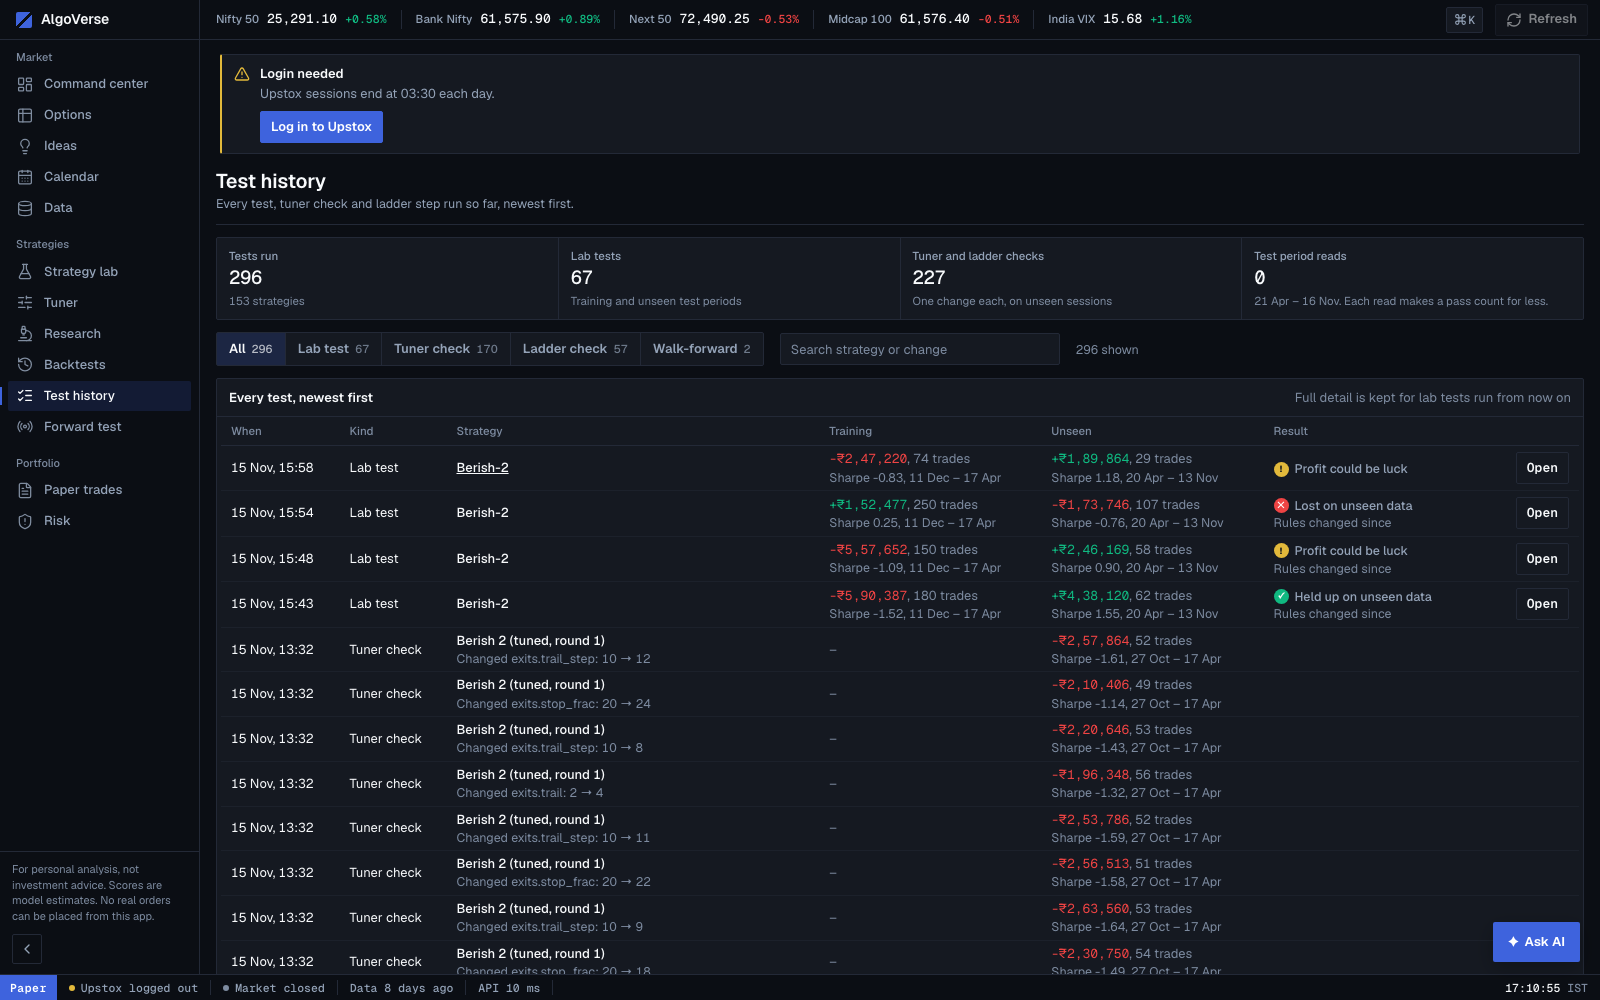 AlgoVerse
Nifty 50 25,291.10 +0.58% Bank Nifty 61,575.90 +0.89% Next 50 72,490.25 -0.53% Midcap 100 61,576.40 -0.51% India VIX 15.68 +1.16%
⌘K
Refresh
Market
Command center
Options
Ideas
Calendar
Data
Strategies
Strategy lab
Tuner
Research
Backtests
Test history
Forward test
Portfolio
Paper trades
Risk
For personal analysis, not
investment advice. Scores are
model estimates. No real orders
can be placed from this app.
Login needed
Upstox sessions end at 03:30 each day.
Log in to Upstox
Test history
Every test, tuner check and ladder step run so far, newest first.
Tests run
296
153 strategies
Lab tests
67
Training and unseen test periods
Tuner and ladder checks
227
One change each, on unseen sessions
Test period reads
0
21 Apr – 16 Nov. Each read makes a pass count for less.
All 296 Lab test 67 Tuner check 170 Ladder check 57 Walk-forward 2
Search strategy or change
296 shown
Every test, newest first
Full detail is kept for lab tests run from now on
When Kind Strategy Training Unseen Result
15 Nov, 15:58 Lab test Berish-2 -₹2,47,220, 74 trades +₹1,89,864, 29 trades Profit could be luck Open
Sharpe -0.83, 11 Dec – 17 Apr Sharpe 1.18, 20 Apr – 13 Nov
15 Nov, 15:54 Lab test Berish-2 +₹1,52,477, 250 trades -₹1,73,746, 107 trades Lost on unseen data Open
Sharpe 0.25, 11 Dec – 17 Apr Sharpe -0.76, 20 Apr – 13 Nov Rules changed since
15 Nov, 15:48 Lab test Berish-2 -₹5,57,652, 150 trades +₹2,46,169, 58 trades Profit could be luck Open
Sharpe -1.09, 11 Dec – 17 Apr Sharpe 0.90, 20 Apr – 13 Nov Rules changed since
15 Nov, 15:43 Lab test Berish-2 -₹5,90,387, 180 trades +₹4,38,120, 62 trades Held up on unseen data Open
Sharpe -1.52, 11 Dec – 17 Apr Sharpe 1.55, 20 Apr – 13 Nov Rules changed since
15 Nov, 13:32 Tuner check Berish 2 (tuned, round 1) – -₹2,57,864, 52 trades
Changed exits.trail_step: 10 → 12 Sharpe -1.61, 27 Oct – 17 Apr
15 Nov, 13:32 Tuner check Berish 2 (tuned, round 1) – -₹2,10,406, 49 trades
Changed exits.stop_frac: 20 → 24 Sharpe -1.14, 27 Oct – 17 Apr
15 Nov, 13:32 Tuner check Berish 2 (tuned, round 1) – -₹2,20,646, 53 trades
Changed exits.trail_step: 10 → 8 Sharpe -1.43, 27 Oct – 17 Apr
15 Nov, 13:32 Tuner check Berish 2 (tuned, round 1) – -₹1,96,348, 56 trades
Changed exits.trail: 2 → 4 Sharpe -1.32, 27 Oct – 17 Apr
15 Nov, 13:32 Tuner check Berish 2 (tuned, round 1) – -₹2,53,786, 52 trades
Changed exits.trail_step: 10 → 11 Sharpe -1.59, 27 Oct – 17 Apr
15 Nov, 13:32 Tuner check Berish 2 (tuned, round 1) – -₹2,56,513, 51 trades
Changed exits.stop_frac: 20 → 22 Sharpe -1.58, 27 Oct – 17 Apr
15 Nov, 13:32 Tuner check Berish 2 (tuned, round 1) – -₹2,63,560, 53 trades
Changed exits.trail_step: 10 → 9 Sharpe -1.64, 27 Oct – 17 Apr
15 Nov, 13:32 Tuner check Berish 2 (tuned, round 1) – -₹2,30,750, 54 trades
Changed exits.stop_frac: 20 → 18 Sharpe -1.49, 27 Oct – 17 Apr
Ask AI
Paper Upstox logged out Market closed Data 8 days ago API 10 ms 17:10:55 IST